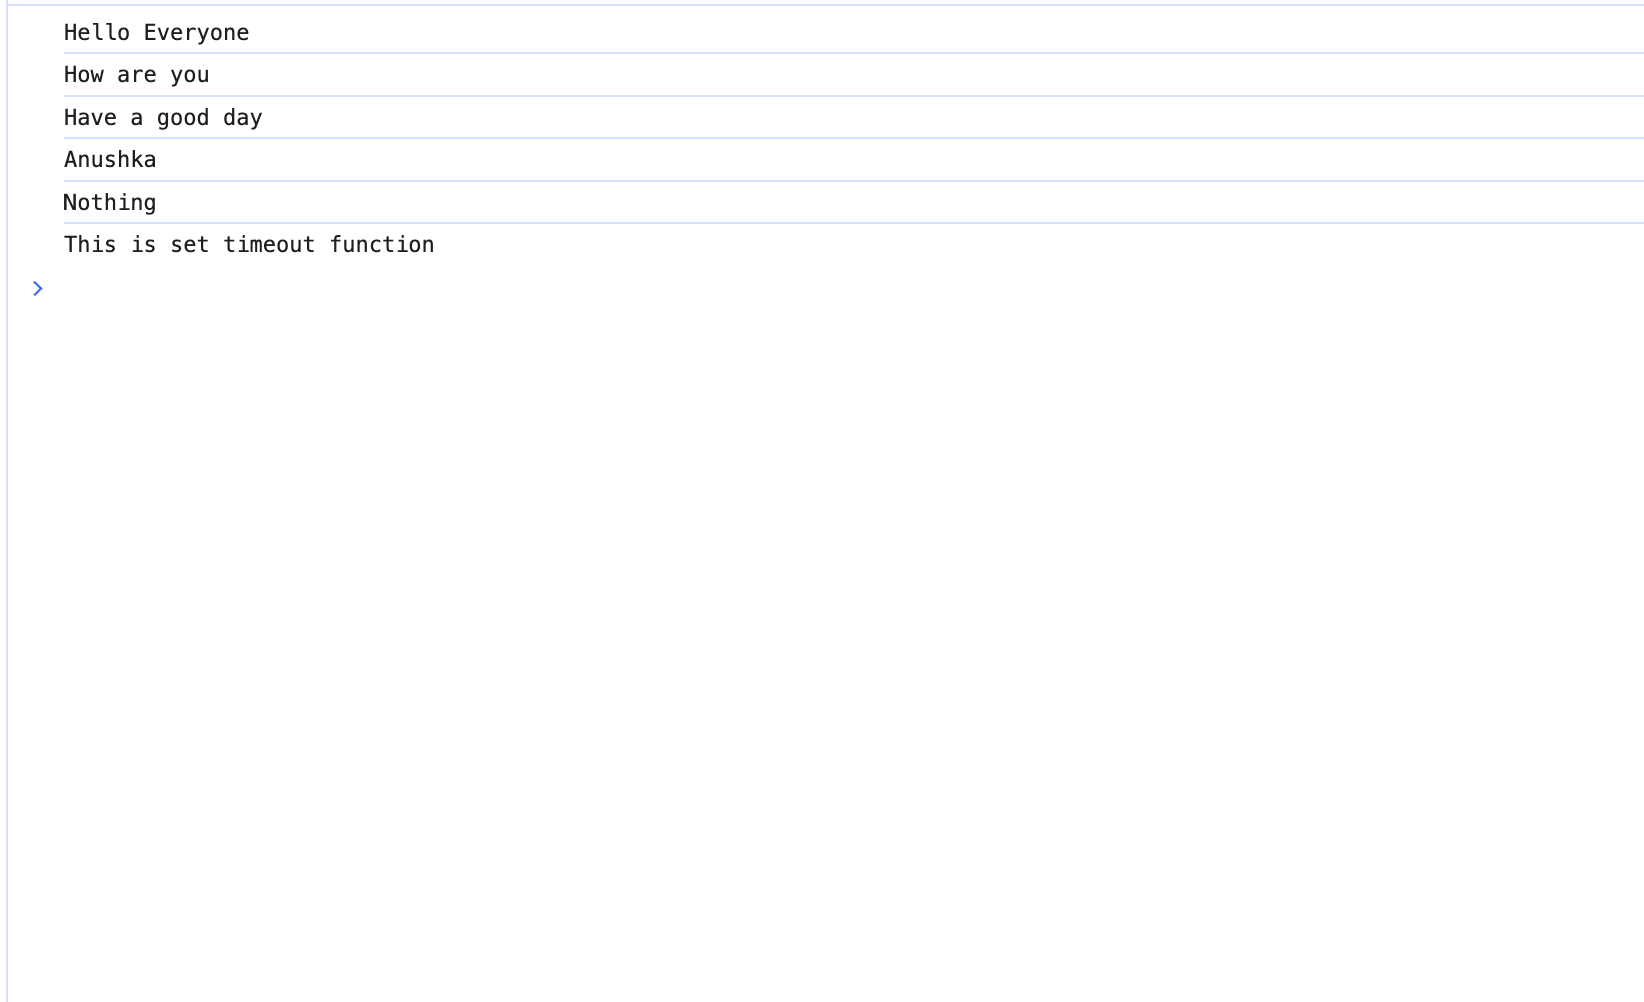 Hello Everyone
How are you
Have a good day
Anushka
Nothing
This is set timeout function